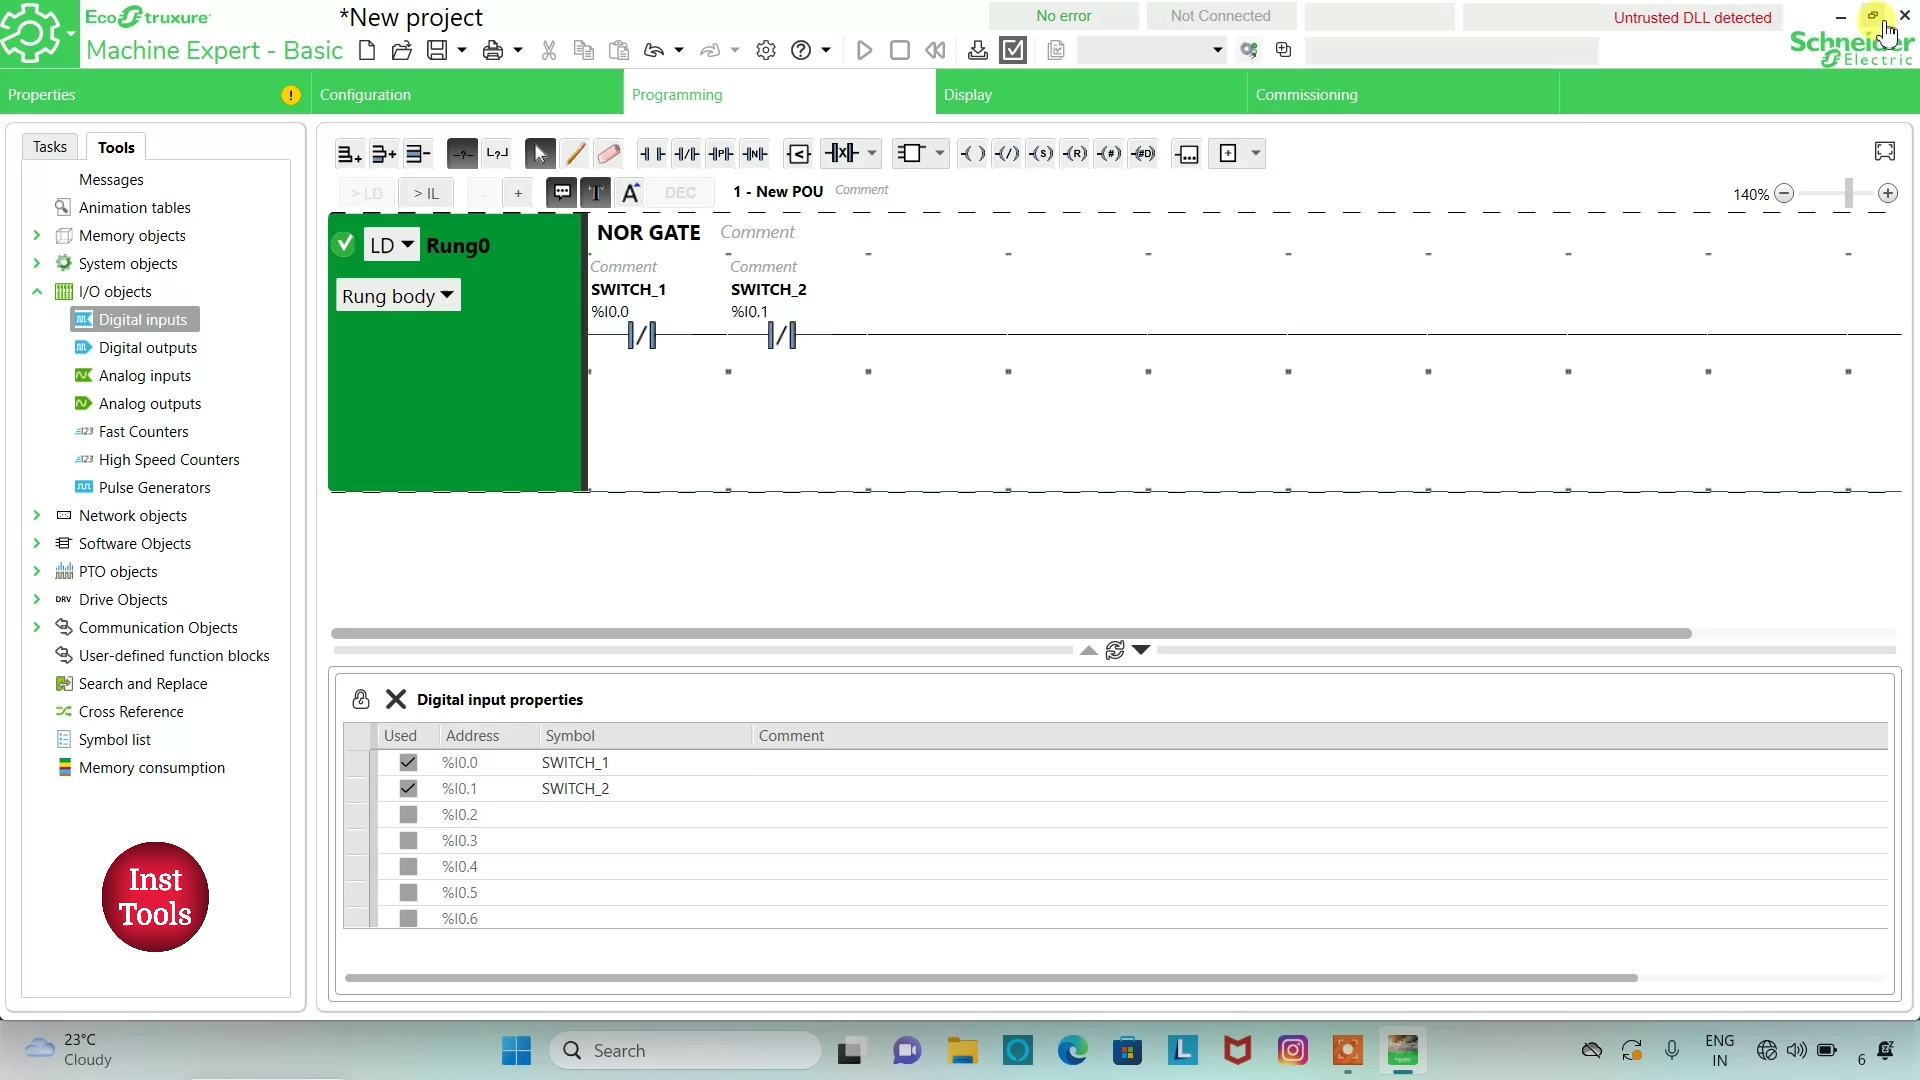 EcoStruxure
Machine Expert - Basic
*New project
No error
Not Connected
Untrusted DLL detected
Schneider
Electric
Properties
Configuration
Programming
Display
Commissioning
Tasks
Tools
Messages
Animation tables
Memory objects
System objects
I/O objects
Digital inputs
Digital outputs
Analog inputs
Analog outputs
Fast Counters
High Speed Counters
Pulse Generators
Network objects
Software Objects
PTO objects
DRV Drive Objects
Communication Objects
User-defined function blocks
Search and Replace
Cross Reference
Symbol list
Memory consumption
Inst
Tools
> LD
> IL
-
+
T
A
DEC
1 - New POU
Comment
140%
LD
Rung0
Rung body
NOR GATE
Comment
Comment
Comment
SWITCH_1
SWITCH_2
%I0.0
%I0.1
Digital input properties
Used Address Symbol Comment
%I0.0 SWITCH_1
%I0.1 SWITCH_2
%I0.2
%I0.3
%I0.4
%I0.5
%I0.6
23°C
Cloudy
Search
ENG
IN
6